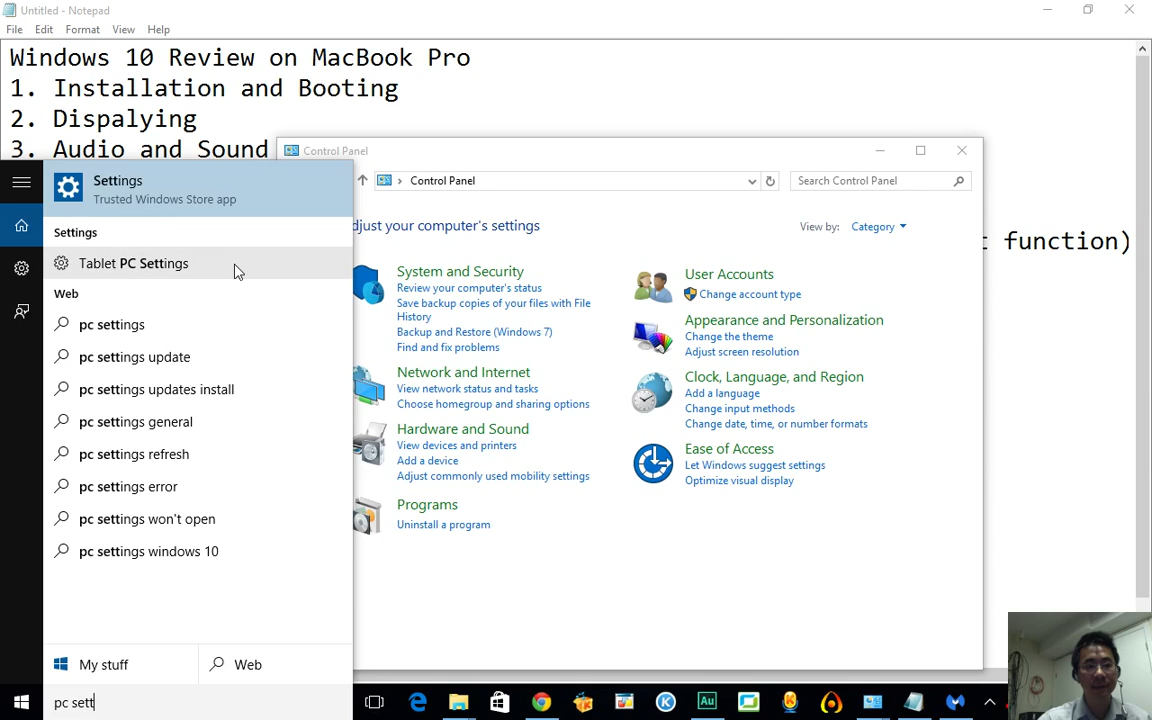 Untitled - Notepad
File Edit Format View Help
Windows 10 Review on MacBook Pro
1. Installation and Booting
2. Dispalying
3. Audio and Sound
function)
Settings
Trusted Windows Store app
Settings
Tablet PC Settings
Web
pc settings
pc settings update
pc settings updates install
pc settings general
pc settings refresh
pc settings error
pc settings won't open
pc settings windows 10
My stuff
Web
pc sett
Control Panel
Control Panel
Search Control Panel
djust your computer's settings
View by: Category
System and Security
Review your computer's status
Save backup copies of your files with File
History
Backup and Restore (Windows 7)
Find and fix problems
Network and Internet
View network status and tasks
Choose homegroup and sharing options
Hardware and Sound
View devices and printers
Add a device
Adjust commonly used mobility settings
Programs
Uninstall a program
User Accounts
Change account type
Appearance and Personalization
Change the theme
Adjust screen resolution
Clock, Language, and Region
Add a language
Change input methods
Change date, time, or number formats
Ease of Access
Let Windows suggest settings
Optimize visual display
Au